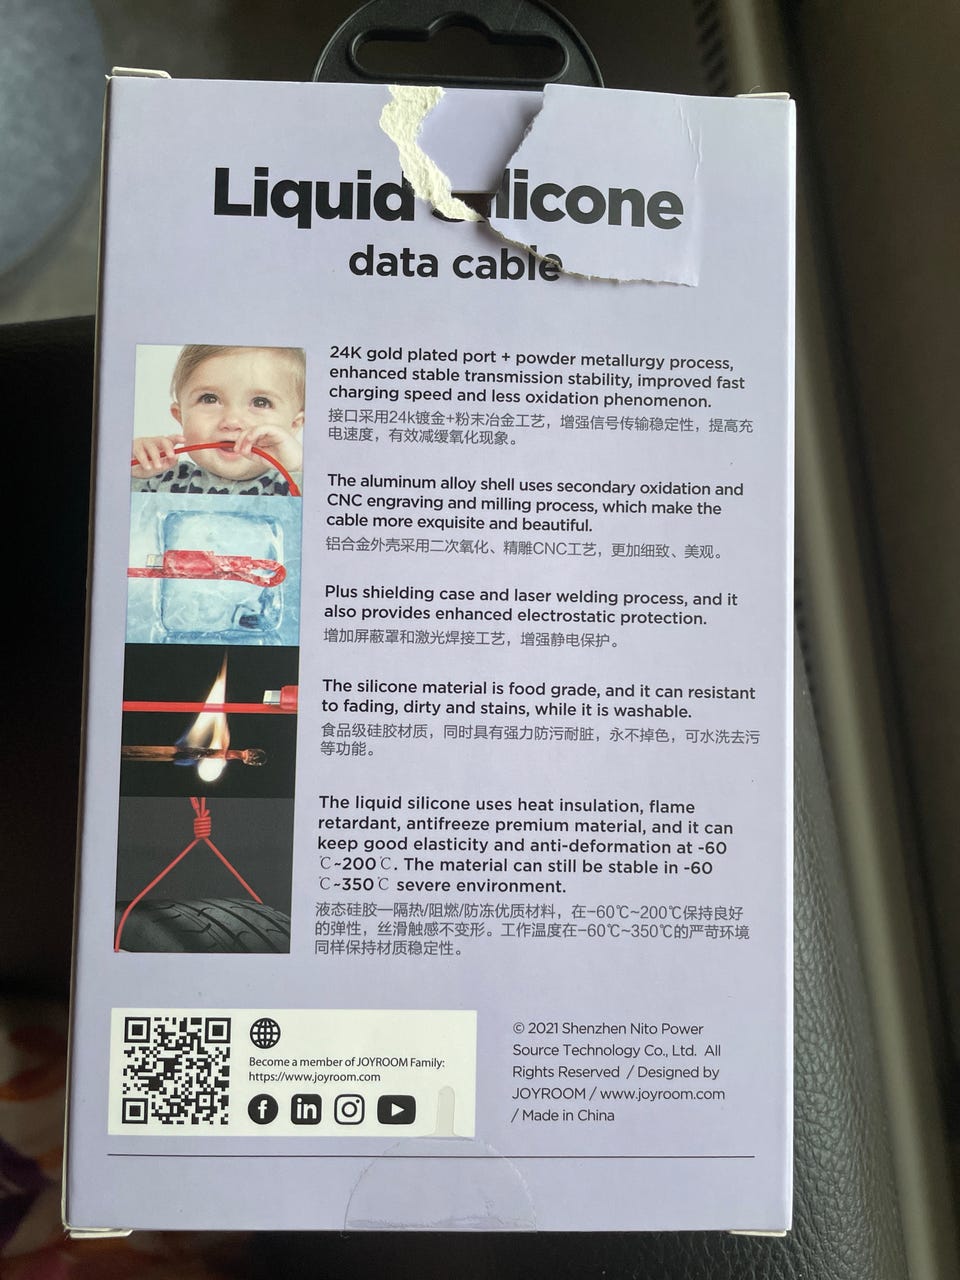 Liquid Silicone
data cable
24K gold plated port + powder metallurgy process,
enhanced stable transmission stability, improved fast
charging speed and less oxidation phenomenon.
接口采用24k镀金+粉末冶金工艺，增强信号传输稳定性，提高充
电速度，有效减缓氧化现象。
The aluminum alloy shell uses secondary oxidation and
CNC engraving and milling process, which make the
cable more exquisite and beautiful.
铝合金外壳采用二次氧化、精雕CNC工艺，更加细致、美观。
Plus shielding case and laser welding process, and it
also provides enhanced electrostatic protection.
增加屏蔽罩和激光焊接工艺，增强静电保护。
The silicone material is food grade, and it can resistant
to fading, dirty and stains, while it is washable.
食品级硅胶材质，同时具有强力防污耐脏，永不掉色，可水洗去污
等功能。
The liquid silicone uses heat insulation, flame
retardant, antifreeze premium material, and it can
keep good elasticity and anti-deformation at -60
℃~200℃. The material can still be stable in -60
℃~350℃ severe environment.
液态硅胶—隔热/阻燃/防冻优质材料，在-60℃~200℃保持良好
的弹性，丝滑触感不变形。工作温度在-60℃~350℃的严苛环境
同样保持材质稳定性。
Become a member of JOYROOM Family:
https://www.joyroom.com
© 2021 Shenzhen Nito Power
Source Technology Co., Ltd. All
Rights Reserved / Designed by
JOYROOM / www.joyroom.com
/ Made in China